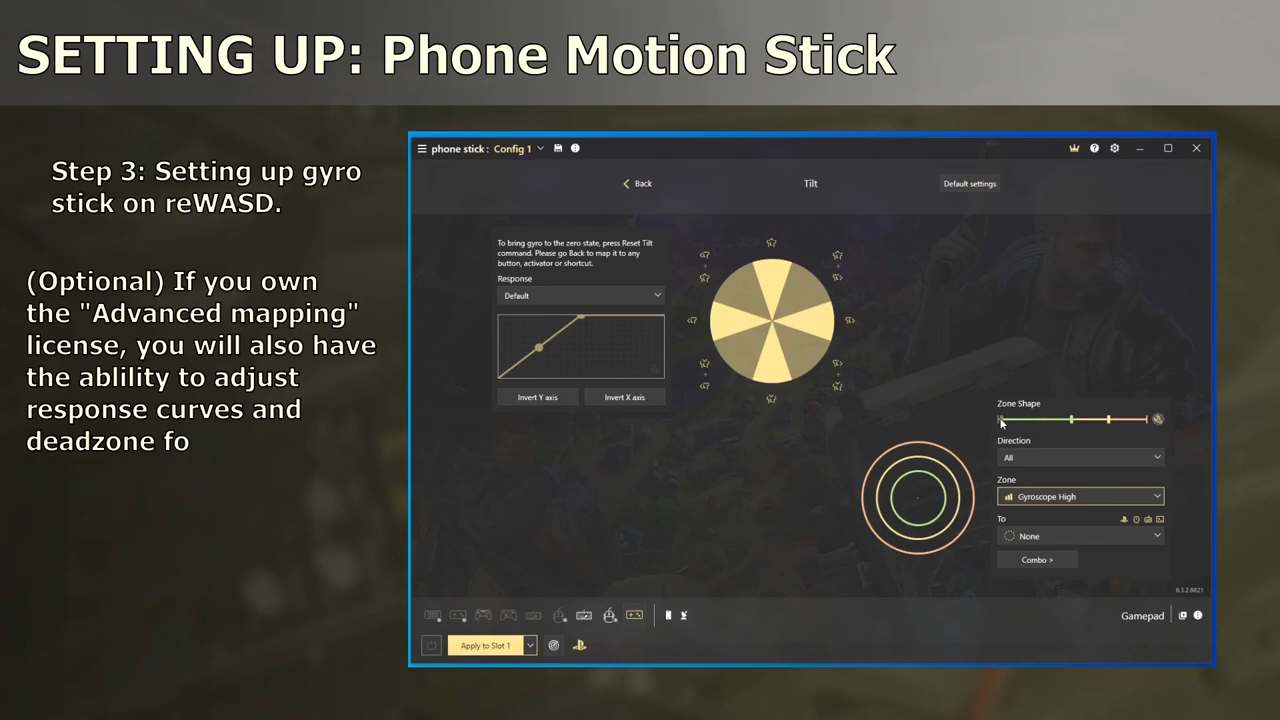 SETTING UP: Phone Motion Stick
Step 3: Setting up gyro
stick on reWASD.
(Optional) If you own
the "Advanced mapping"
license, you will also have
the ablility to adjust
response curves and
deadzone fo
phone stick : Config 1
Back
Tilt
Default settings
To bring gyro to the zero state, press Reset Tilt
command. Please go Back to map it to any
button, activator or shortcut.
Response
Default
Invert Y axis
Invert X axis
Zone Shape
Direction
All
Zone
Gyroscope High
To
None
Combo >
6.3.2.8621
Gamepad
Apply to Slot 1